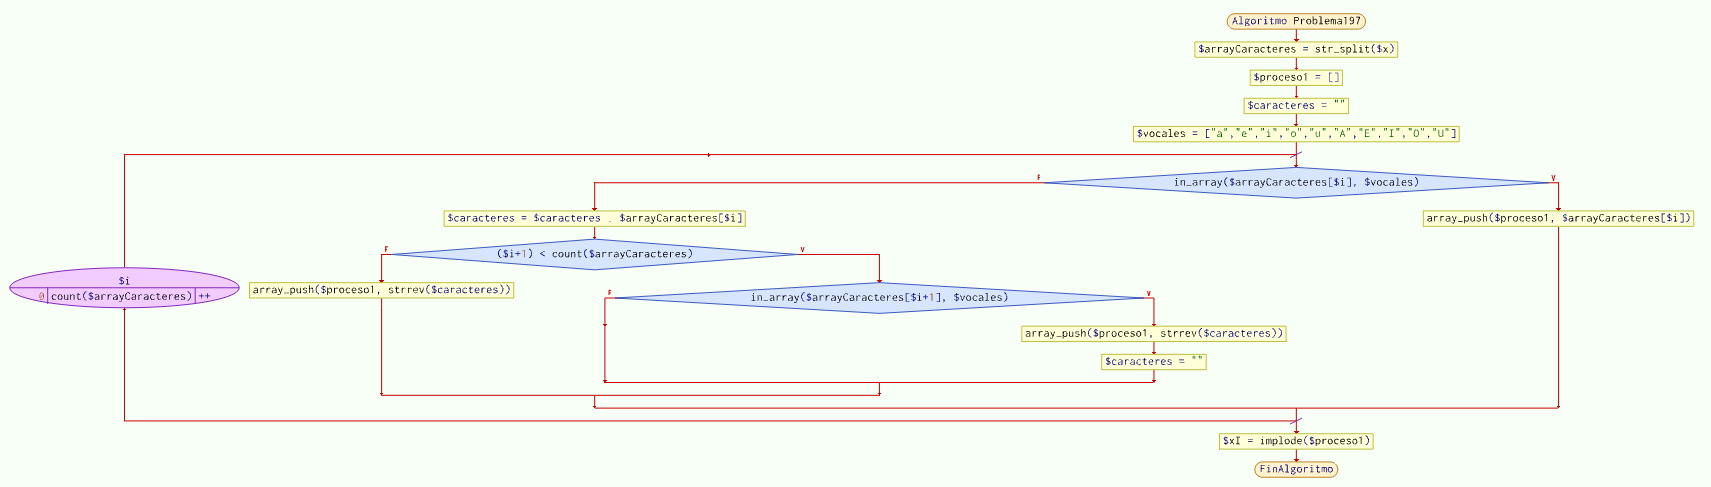 Algoritmo Problema197
$arrayCaracteres = str_split($x)
$proceso1 = []
$caracteres = ""
$vocales = ["a","e","i","o","u","A","E","I","O","U"]
F
in_array($arrayCaracteres[$i], $vocales)
V
$caracteres = $caracteres . $arrayCaracteres[$i]
array_push($proceso1, $arrayCaracteres[$i])
F
($i+1) < count($arrayCaracteres)
V
$i
0 count($arrayCaracteres) ++
array_push($proceso1, strrev($caracteres))
F
in_array($arrayCaracteres[$i+1], $vocales)
V
array_push($proceso1, strrev($caracteres))
$caracteres = ""
$xI = implode($proceso1)
FinAlgoritmo